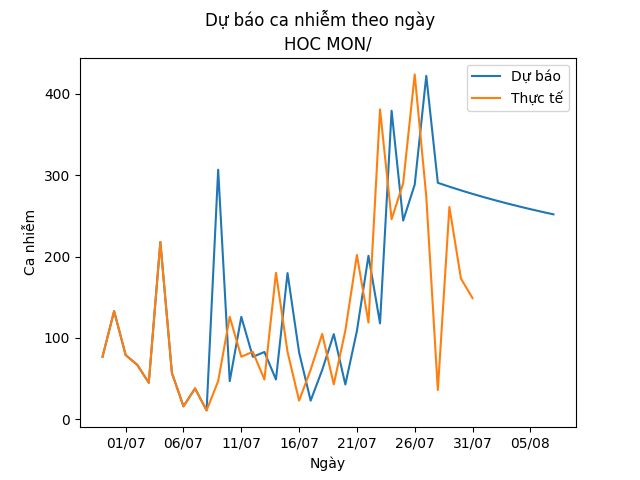 Dự báo ca nhiễm theo ngày
HOC MON/
Dự báo
Thực tế
Ca nhiễm
400
300
200
100
0
01/07 06/07 11/07 16/07 21/07 26/07 31/07 05/08
Ngày